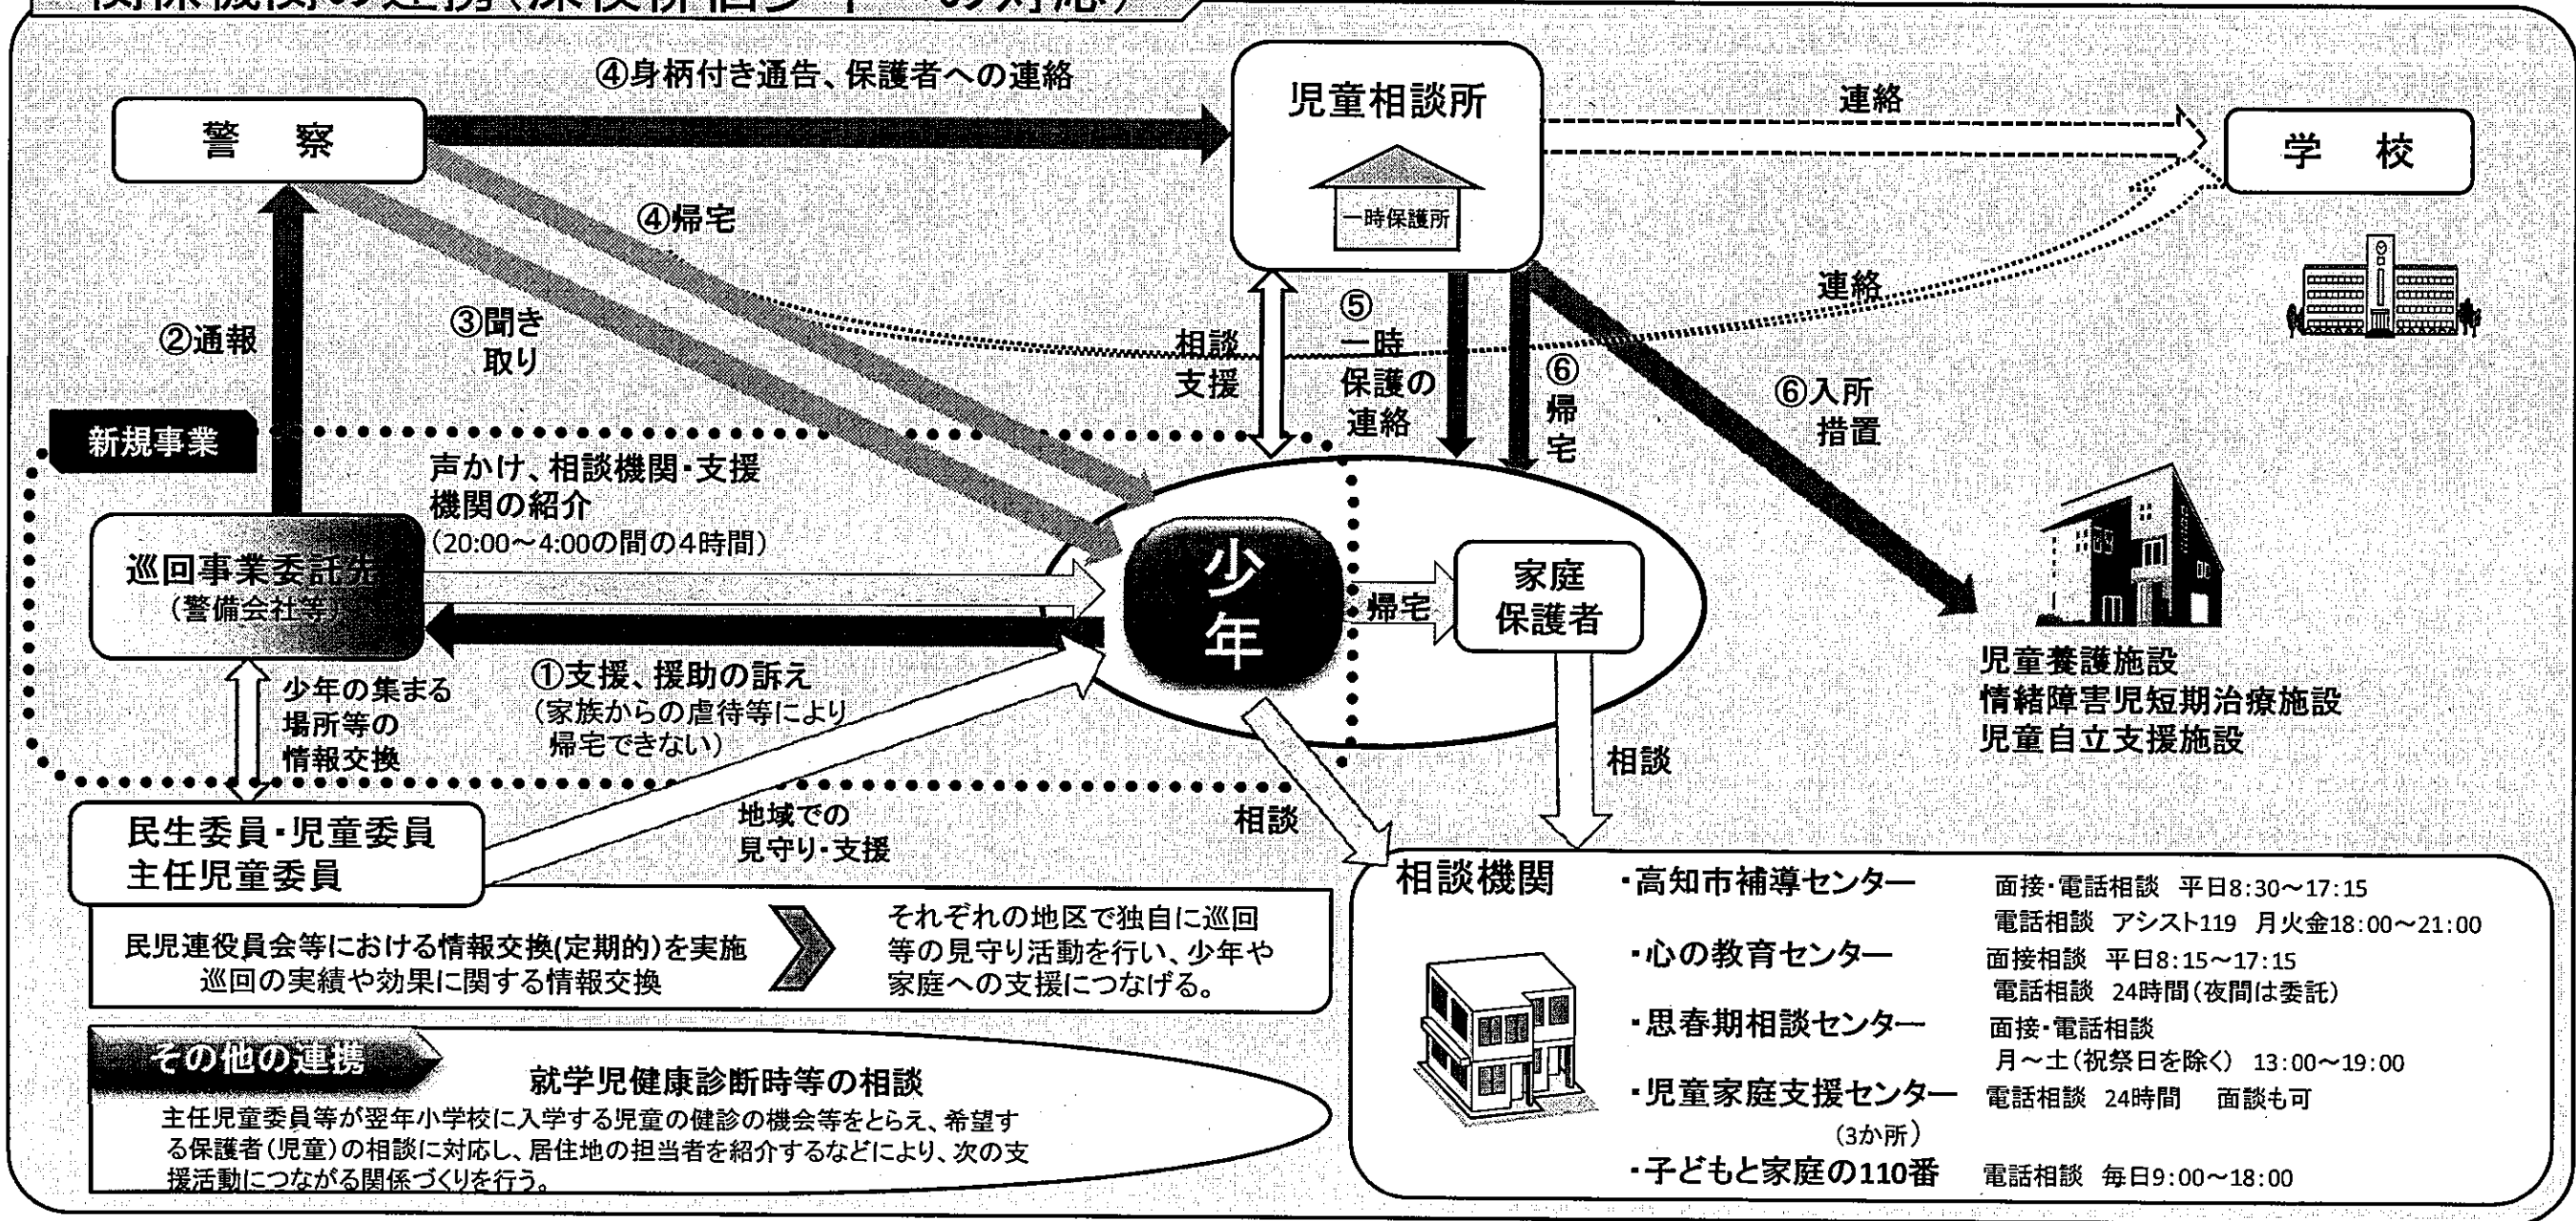 ④身柄付き通告、保護者への連絡
警　察
児童相談所
一時保護所
連絡
学　校
④帰宅
②通報
③聞き
取り
相談
支援
⑤
一時
保護の
連絡
⑥
帰
宅
連絡
⑥入所
措置
新規事業
声かけ、相談機関・支援
機関の紹介
（20:00～4:00の間の4時間）
巡回事業委託先
（警備会社等）
少
年
帰宅
家庭
保護者
①支援、援助の訴え
（家族からの虐待等により
帰宅できない）
少年の集まる
場所等の
情報交換
児童養護施設
情緒障害児短期治療施設
児童自立支援施設
相談
民生委員・児童委員
主任児童委員
地域での
見守り・支援
相談
民児連役員会等における情報交換(定期的)を実施
巡回の実績や効果に関する情報交換
それぞれの地区で独自に巡回
等の見守り活動を行い、少年や
家庭への支援につなげる。
その他の連携
就学児健康診断時等の相談
主任児童委員等が翌年小学校に入学する児童の健診の機会等をとらえ、希望す
る保護者（児童）の相談に対応し、居住地の担当者を紹介するなどにより、次の支
援活動につながる関係づくりを行う。
相談機関
・高知市補導センター　面接・電話相談　平日8:30～17:15
電話相談　アシスト119　月火金18:00～21:00
・心の教育センター　面接相談　平日8:15～17:15
電話相談　24時間（夜間は委託）
・思春期相談センター　面接・電話相談
月～土（祝祭日を除く）　13:00～19:00
・児童家庭支援センター　電話相談　24時間　面談も可
（3か所）
・子どもと家庭の110番　電話相談　毎日9:00～18:00